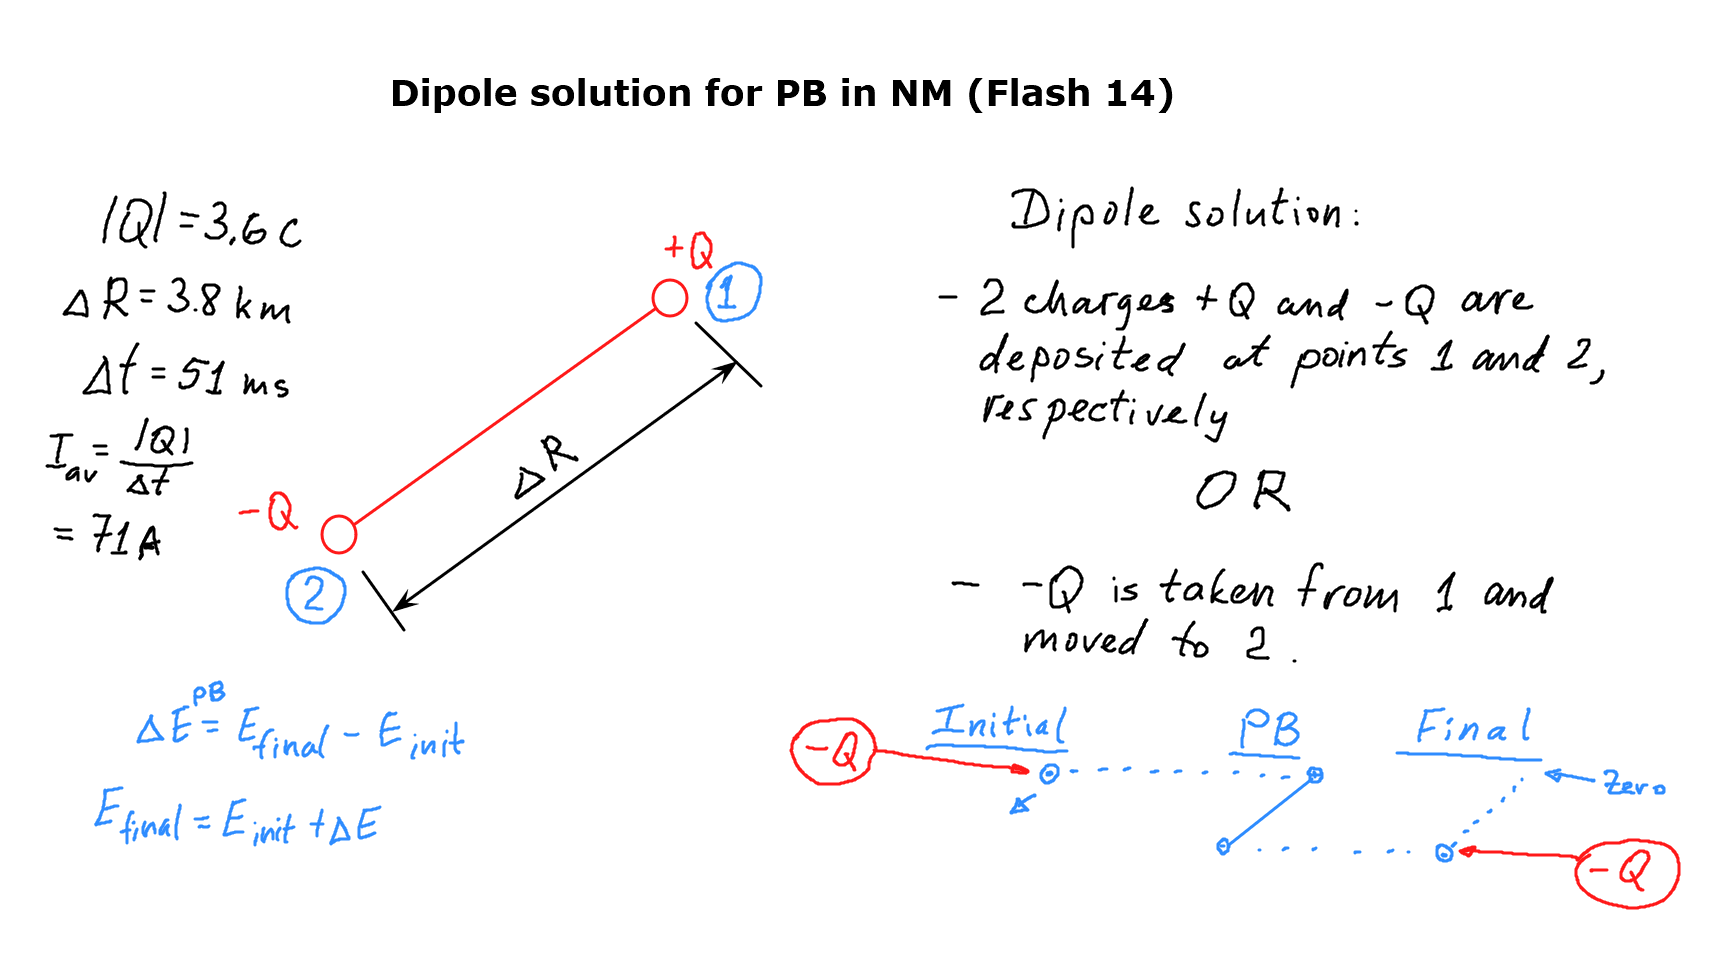 Dipole solution for PB in NM (Flash 14)
|Q| = 3.6 C
ΔR = 3.8 km
Δt = 51 ms
I_av = |Q| / Δt
= 71 A
+Q
1
ΔR
-Q
2
ΔE^PB = E_final - E_init
E_final = E_init + ΔE
Dipole solution:
- 2 charges +Q and -Q are
deposited at points 1 and 2,
respectively
OR
- -Q is taken from 1 and
moved to 2.
Initial PB Final
-Q
Zero
-Q